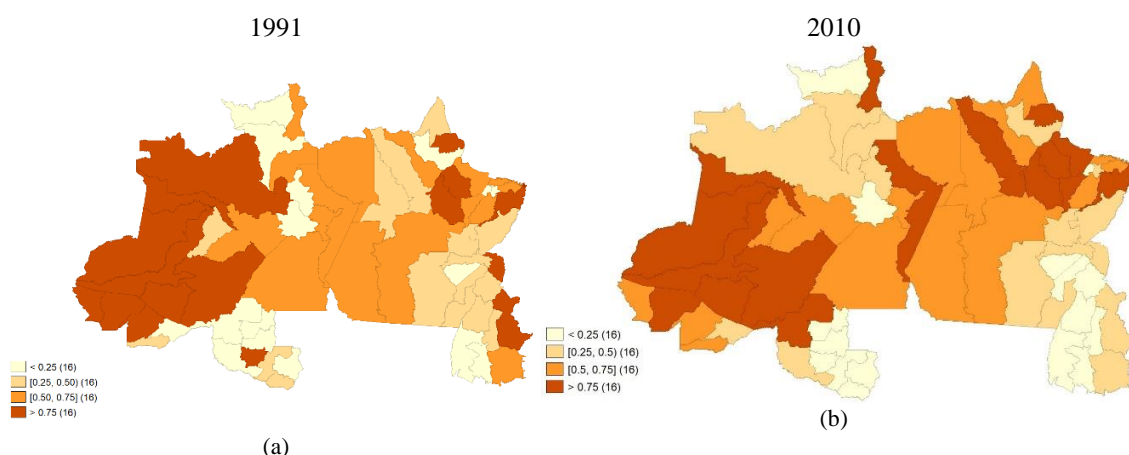 1991
2010
< 0.25 (16)
[0.25, 0.50) (16)
[0.50, 0.75] (16)
> 0.75 (16)
(a)
< 0.25 (16)
[0.25, 0.5) (16)
[0.5, 0.75] (16)
> 0.75 (16)
(b)